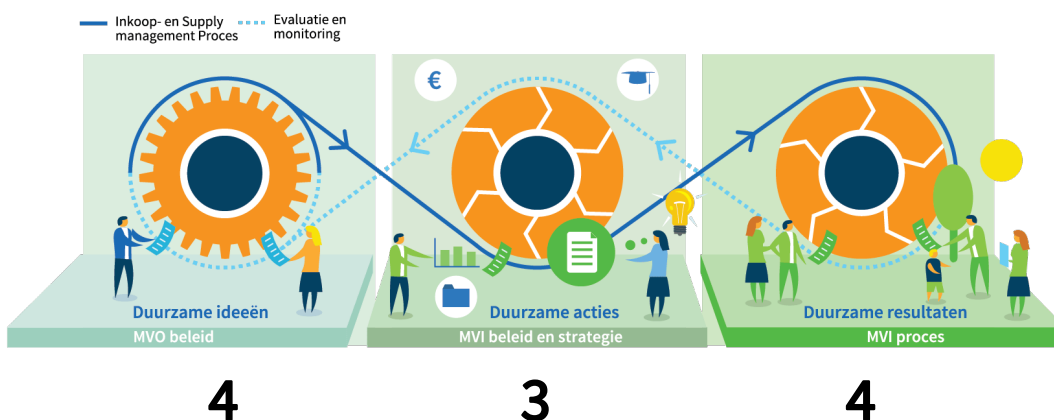 Inkoop- en Supply
management Proces
Evaluatie en
monitoring
€
Duurzame ideeën
MVO beleid
Duurzame acties
MVI beleid en strategie
Duurzame resultaten
MVI proces
4
3
4